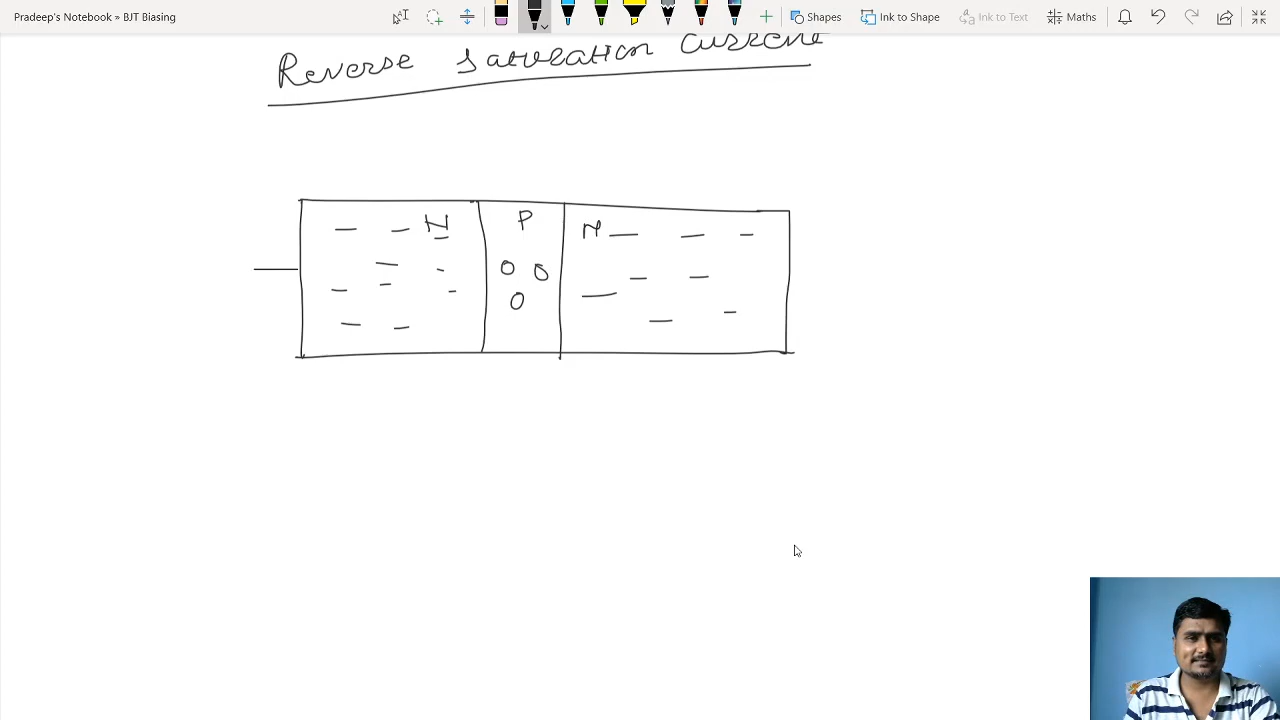 Pradeep's Notebook » BJT Biasing
Shapes
Ink to Shape
Ink to Text
Maths
Reverse Saturation Current
N P N